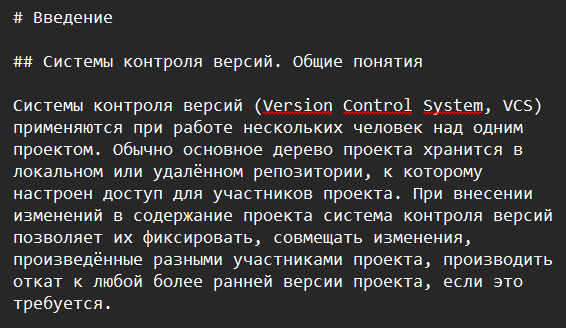 # Введение
## Системы контроля версий. Общие понятия
Системы контроля версий (Version Control System, VCS)
применяются при работе нескольких человек над одним
проектом. Обычно основное дерево проекта хранится в
локальном или удалённом репозитории, к которому
настроен доступ для участников проекта. При внесении
изменений в содержание проекта система контроля версий
позволяет их фиксировать, совмещать изменения,
произведённые разными участниками проекта, производить
откат к любой более ранней версии проекта, если это
требуется.